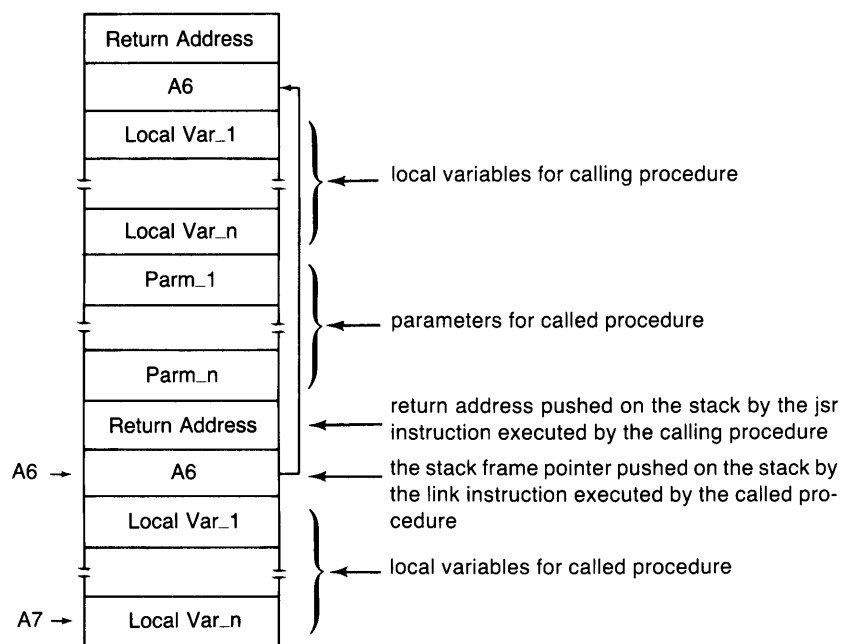 Return Address
A6
Local Var_1
local variables for calling procedure
Local Var_n
Parm_1
parameters for called procedure
Parm_n
return address pushed on the stack by the jsr
Return Address
instruction executed by the calling procedure
A6
A6
the stack frame pointer pushed on the stack by
the link instruction executed by the called pro-
cedure
Local Var_1
local variables for called procedure
A7
Local Var_n